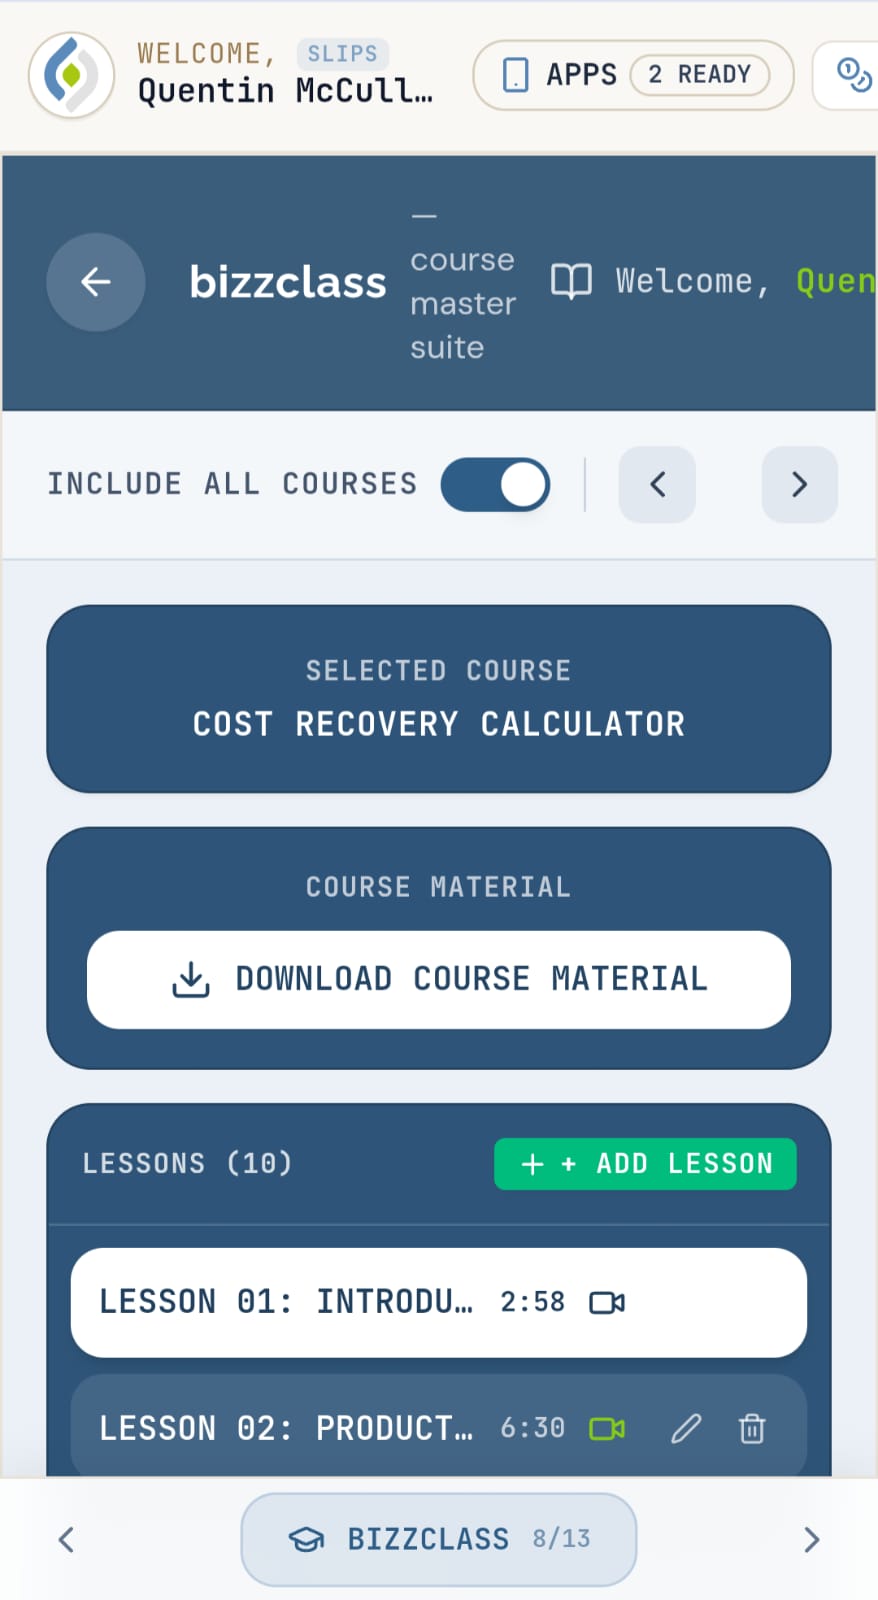 WELCOME, SLIPS
Quentin McCull…
APPS 2 READY
bizzclass
—
course
master
suite
Welcome, Quen
INCLUDE ALL COURSES
SELECTED COURSE
COST RECOVERY CALCULATOR
COURSE MATERIAL
DOWNLOAD COURSE MATERIAL
LESSONS (10)
+ ADD LESSON
LESSON 01: INTRODU… 2:58
LESSON 02: PRODUCT… 6:30
BIZZCLASS 8/13